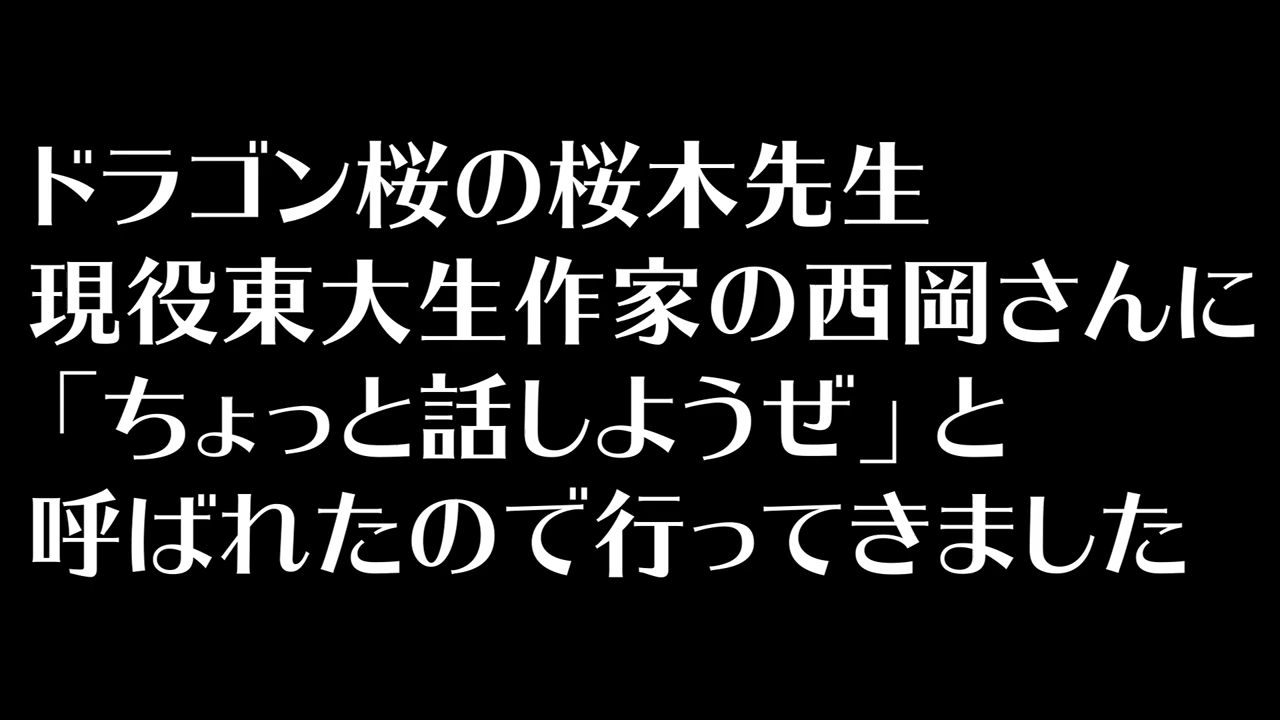 ドラゴン桜の桜木先生
現役東大生作家の西岡さんに
「ちょっと話しようぜ」と
呼ばれたので行ってきました